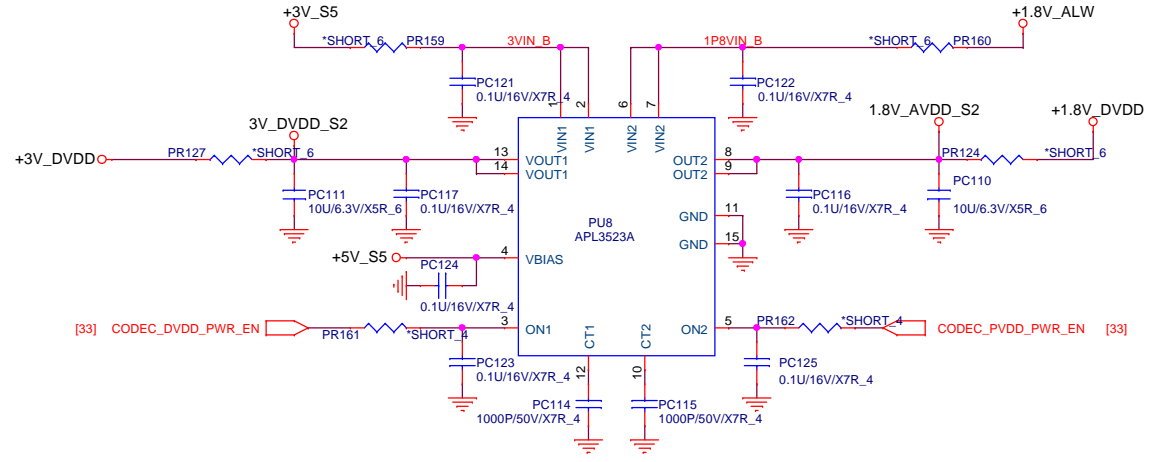 +3V_S5
+1.8V_ALW
*SHORT_6 PR159
3VIN_B
1P8VIN_B
*SHORT_6 PR160
PC121
0.1U/16V/X7R_4
PC122
0.1U/16V/X7R_4
1
2
6
7
VIN1
VIN1
VIN2
VIN2
3V_DVDD_S2
1.8V_AVDD_S2
+1.8V_DVDD
+3V_DVDD
PR127 *SHORT_6
13 VOUT1
14 VOUT1
OUT2 8
OUT2 9
PR124 *SHORT_6
PC111
10U/6.3V/X5R_6
PC117
0.1U/16V/X7R_4
PC116
0.1U/16V/X7R_4
PC110
10U/6.3V/X5R_6
PU8
APL3523A
GND 11
GND 15
+5V_S5
4 VBIAS
PC124
0.1U/16V/X7R_4
[33] CODEC_DVDD_PWR_EN
PR161 *SHORT_4
3 ON1
ON2 5
PR162 *SHORT_4
CODEC_PVDD_PWR_EN [33]
CT1
CT2
12
10
PC123
0.1U/16V/X7R_4
PC125
0.1U/16V/X7R_4
PC114
1000P/50V/X7R_4
PC115
1000P/50V/X7R_4